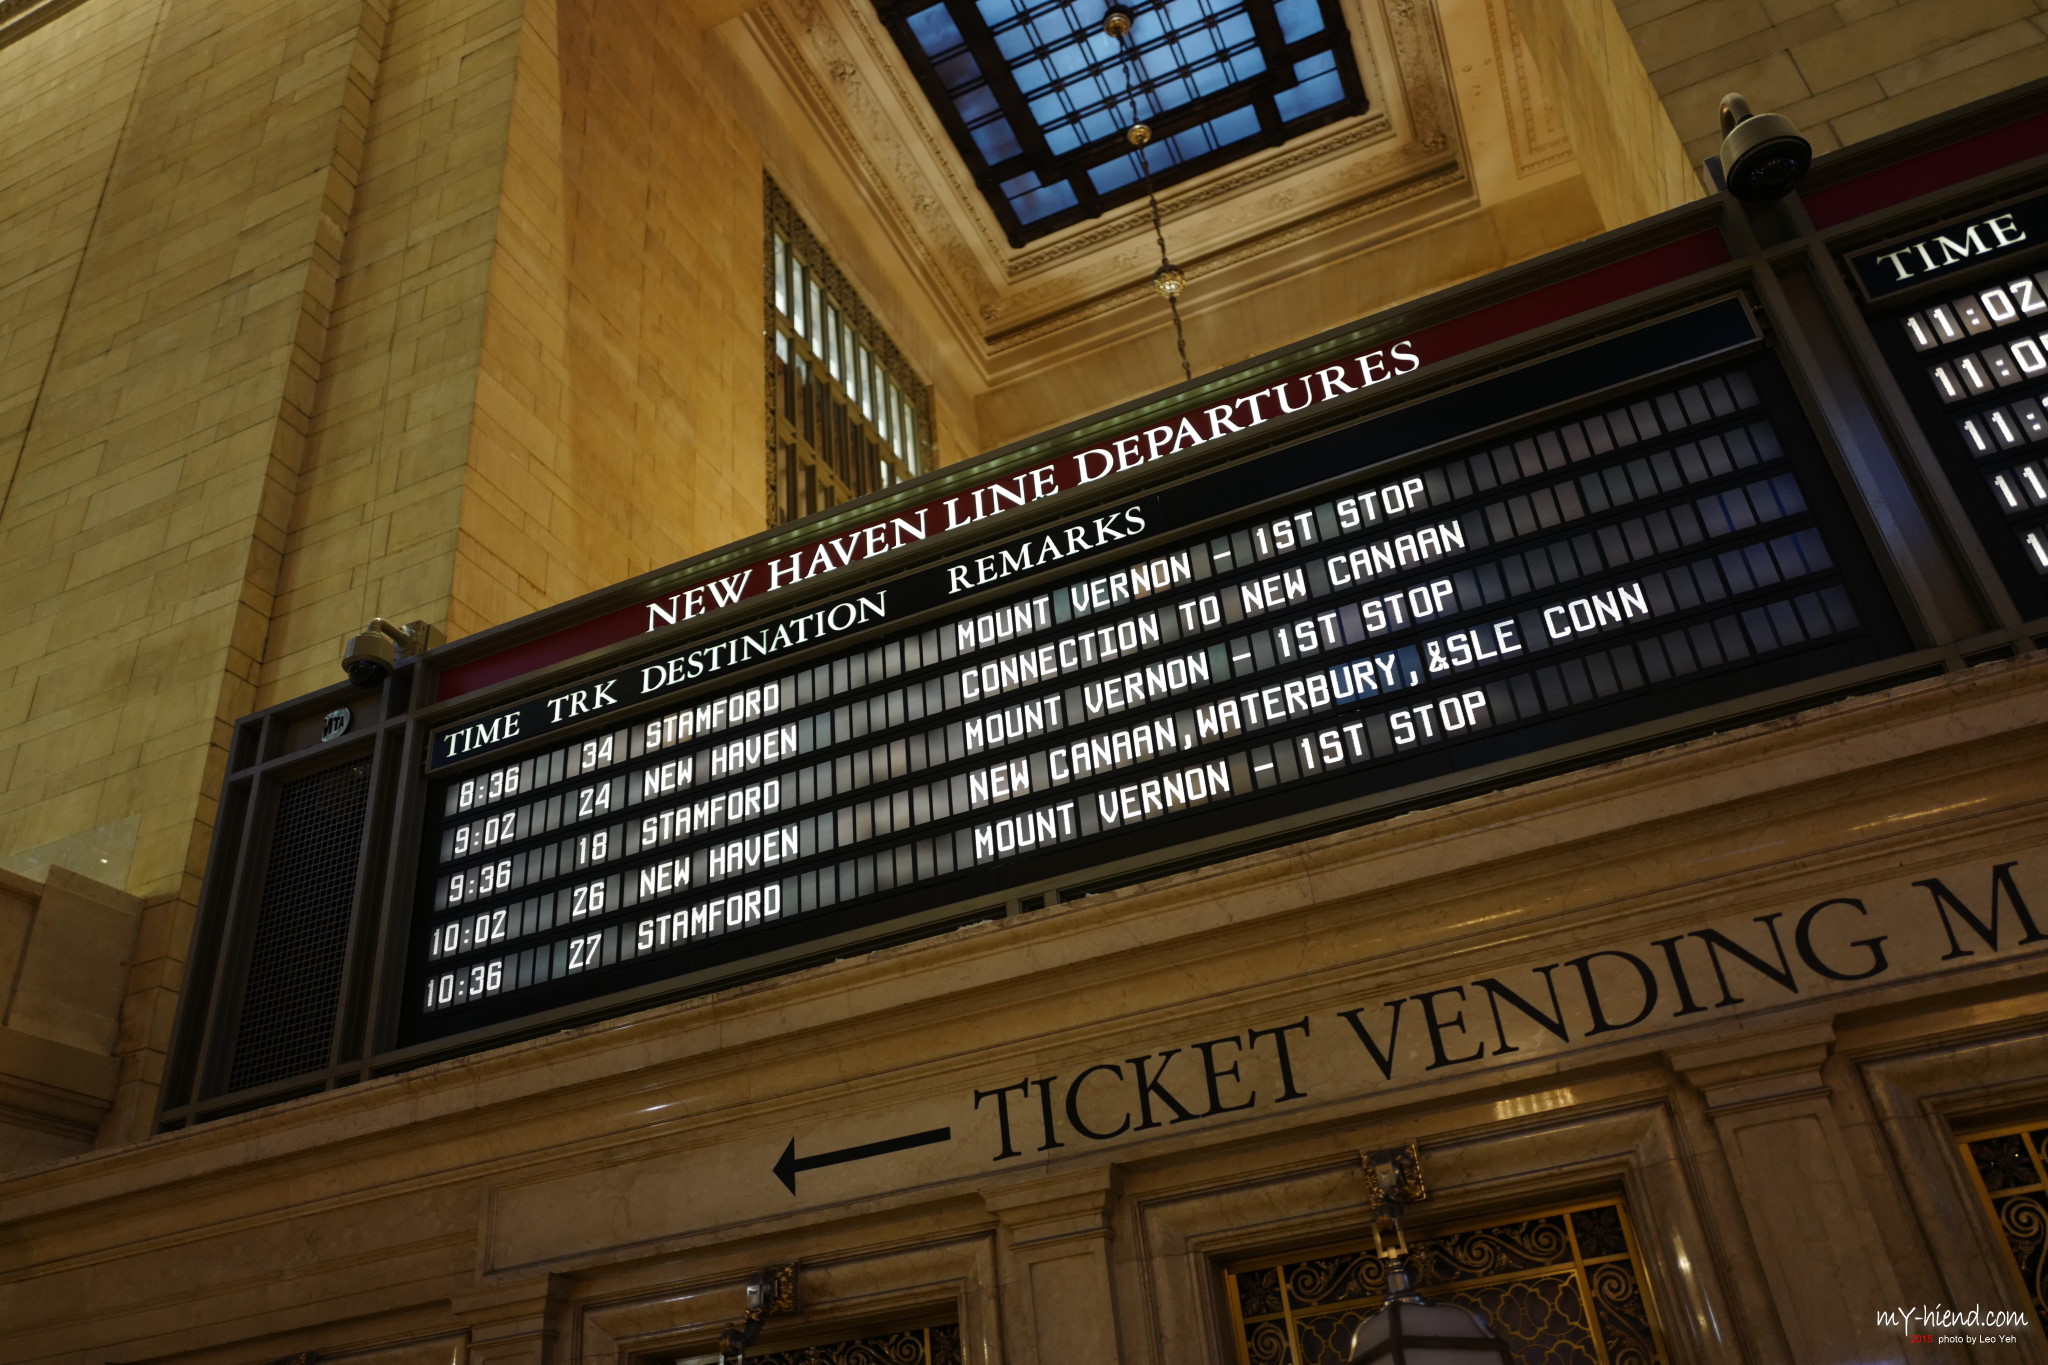 NEW HAVEN LINE DEPARTURES
TIME TRK DESTINATION REMARKS
8:36 34 STAMFORD MOUNT VERNON - 1ST STOP
9:02 24 NEW HAVEN CONNECTION TO NEW CANAAN
9:36 18 STAMFORD MOUNT VERNON - 1ST STOP
10:02 26 NEW HAVEN NEW CANAAN,WATERBURY,&SLE CONN
10:36 27 STAMFORD MOUNT VERNON - 1ST STOP
TIME
11:02
MTA
TICKET VENDING
mY-hiend.com
2015 photo by Leo Yeh